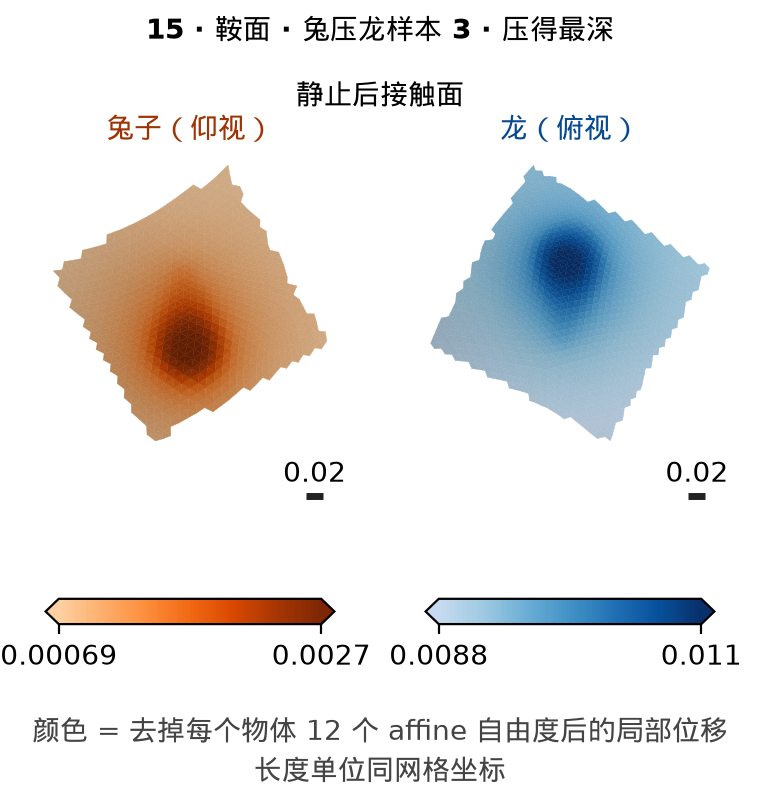 15 · 鞍面 · 兔压龙样本 3 · 压得最深
静止后接触面
兔子（仰视） 龙（俯视）
0.02 0.02
0.00069 0.0027 0.0088 0.011
颜色 = 去掉每个物体 12 个 affine 自由度后的局部位移
长度单位同网格坐标